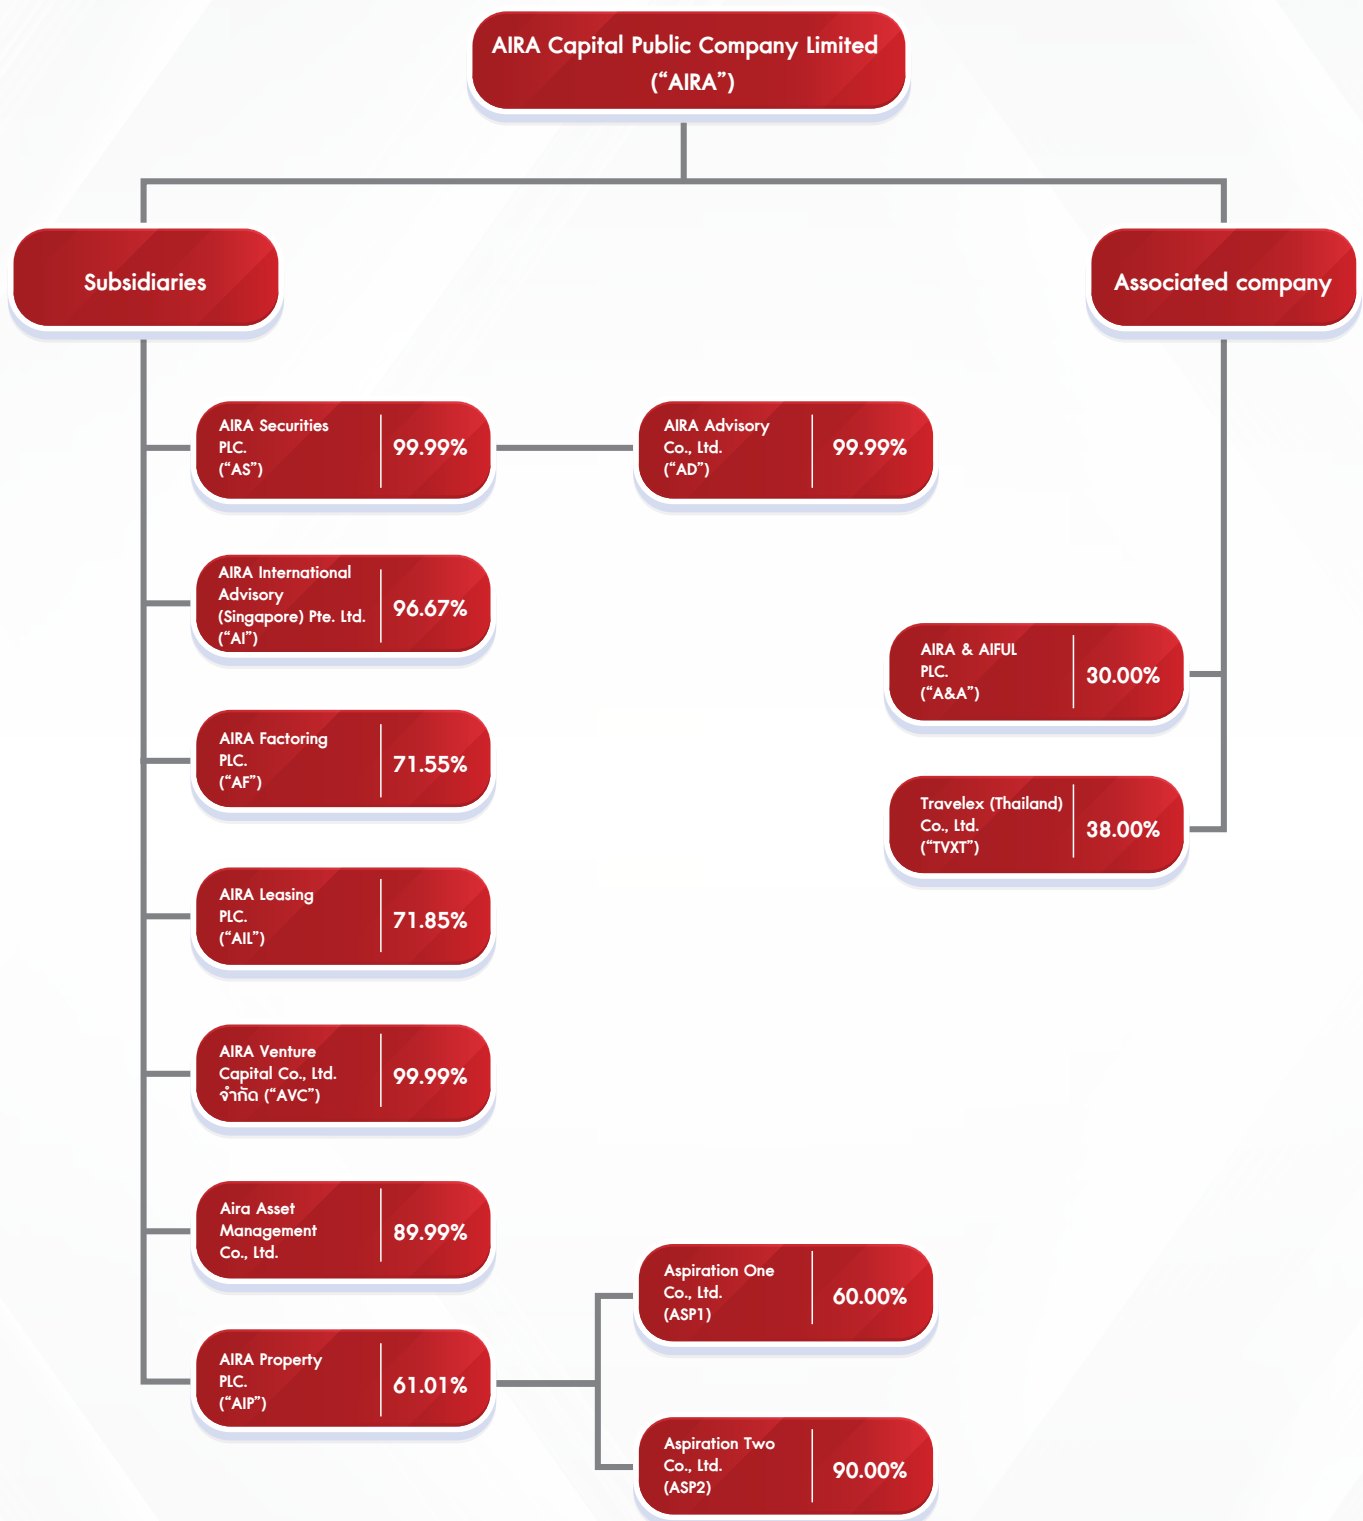 AIRA Capital Public Company Limited
(“AIRA”)
Subsidiaries
Associated company
AIRA Securities
PLC.
(“AS”)
99.99%
AIRA Advisory
Co., Ltd.
(“AD”)
99.99%
AIRA International
Advisory
(Singapore) Pte. Ltd.
(“AI”)
96.67%
AIRA & AIFUL
PLC.
(“A&A”)
30.00%
AIRA Factoring
PLC.
(“AF”)
71.55%
Travelex (Thailand)
Co., Ltd.
(“TVXT”)
38.00%
AIRA Leasing
PLC.
(“AIL”)
71.85%
AIRA Venture
Capital Co., Ltd.
จำกัด (“AVC”)
99.99%
Aira Asset
Management
Co., Ltd.
89.99%
Aspiration One
Co., Ltd.
(ASP1)
60.00%
AIRA Property
PLC.
(“AIP”)
61.01%
Aspiration Two
Co., Ltd.
(ASP2)
90.00%